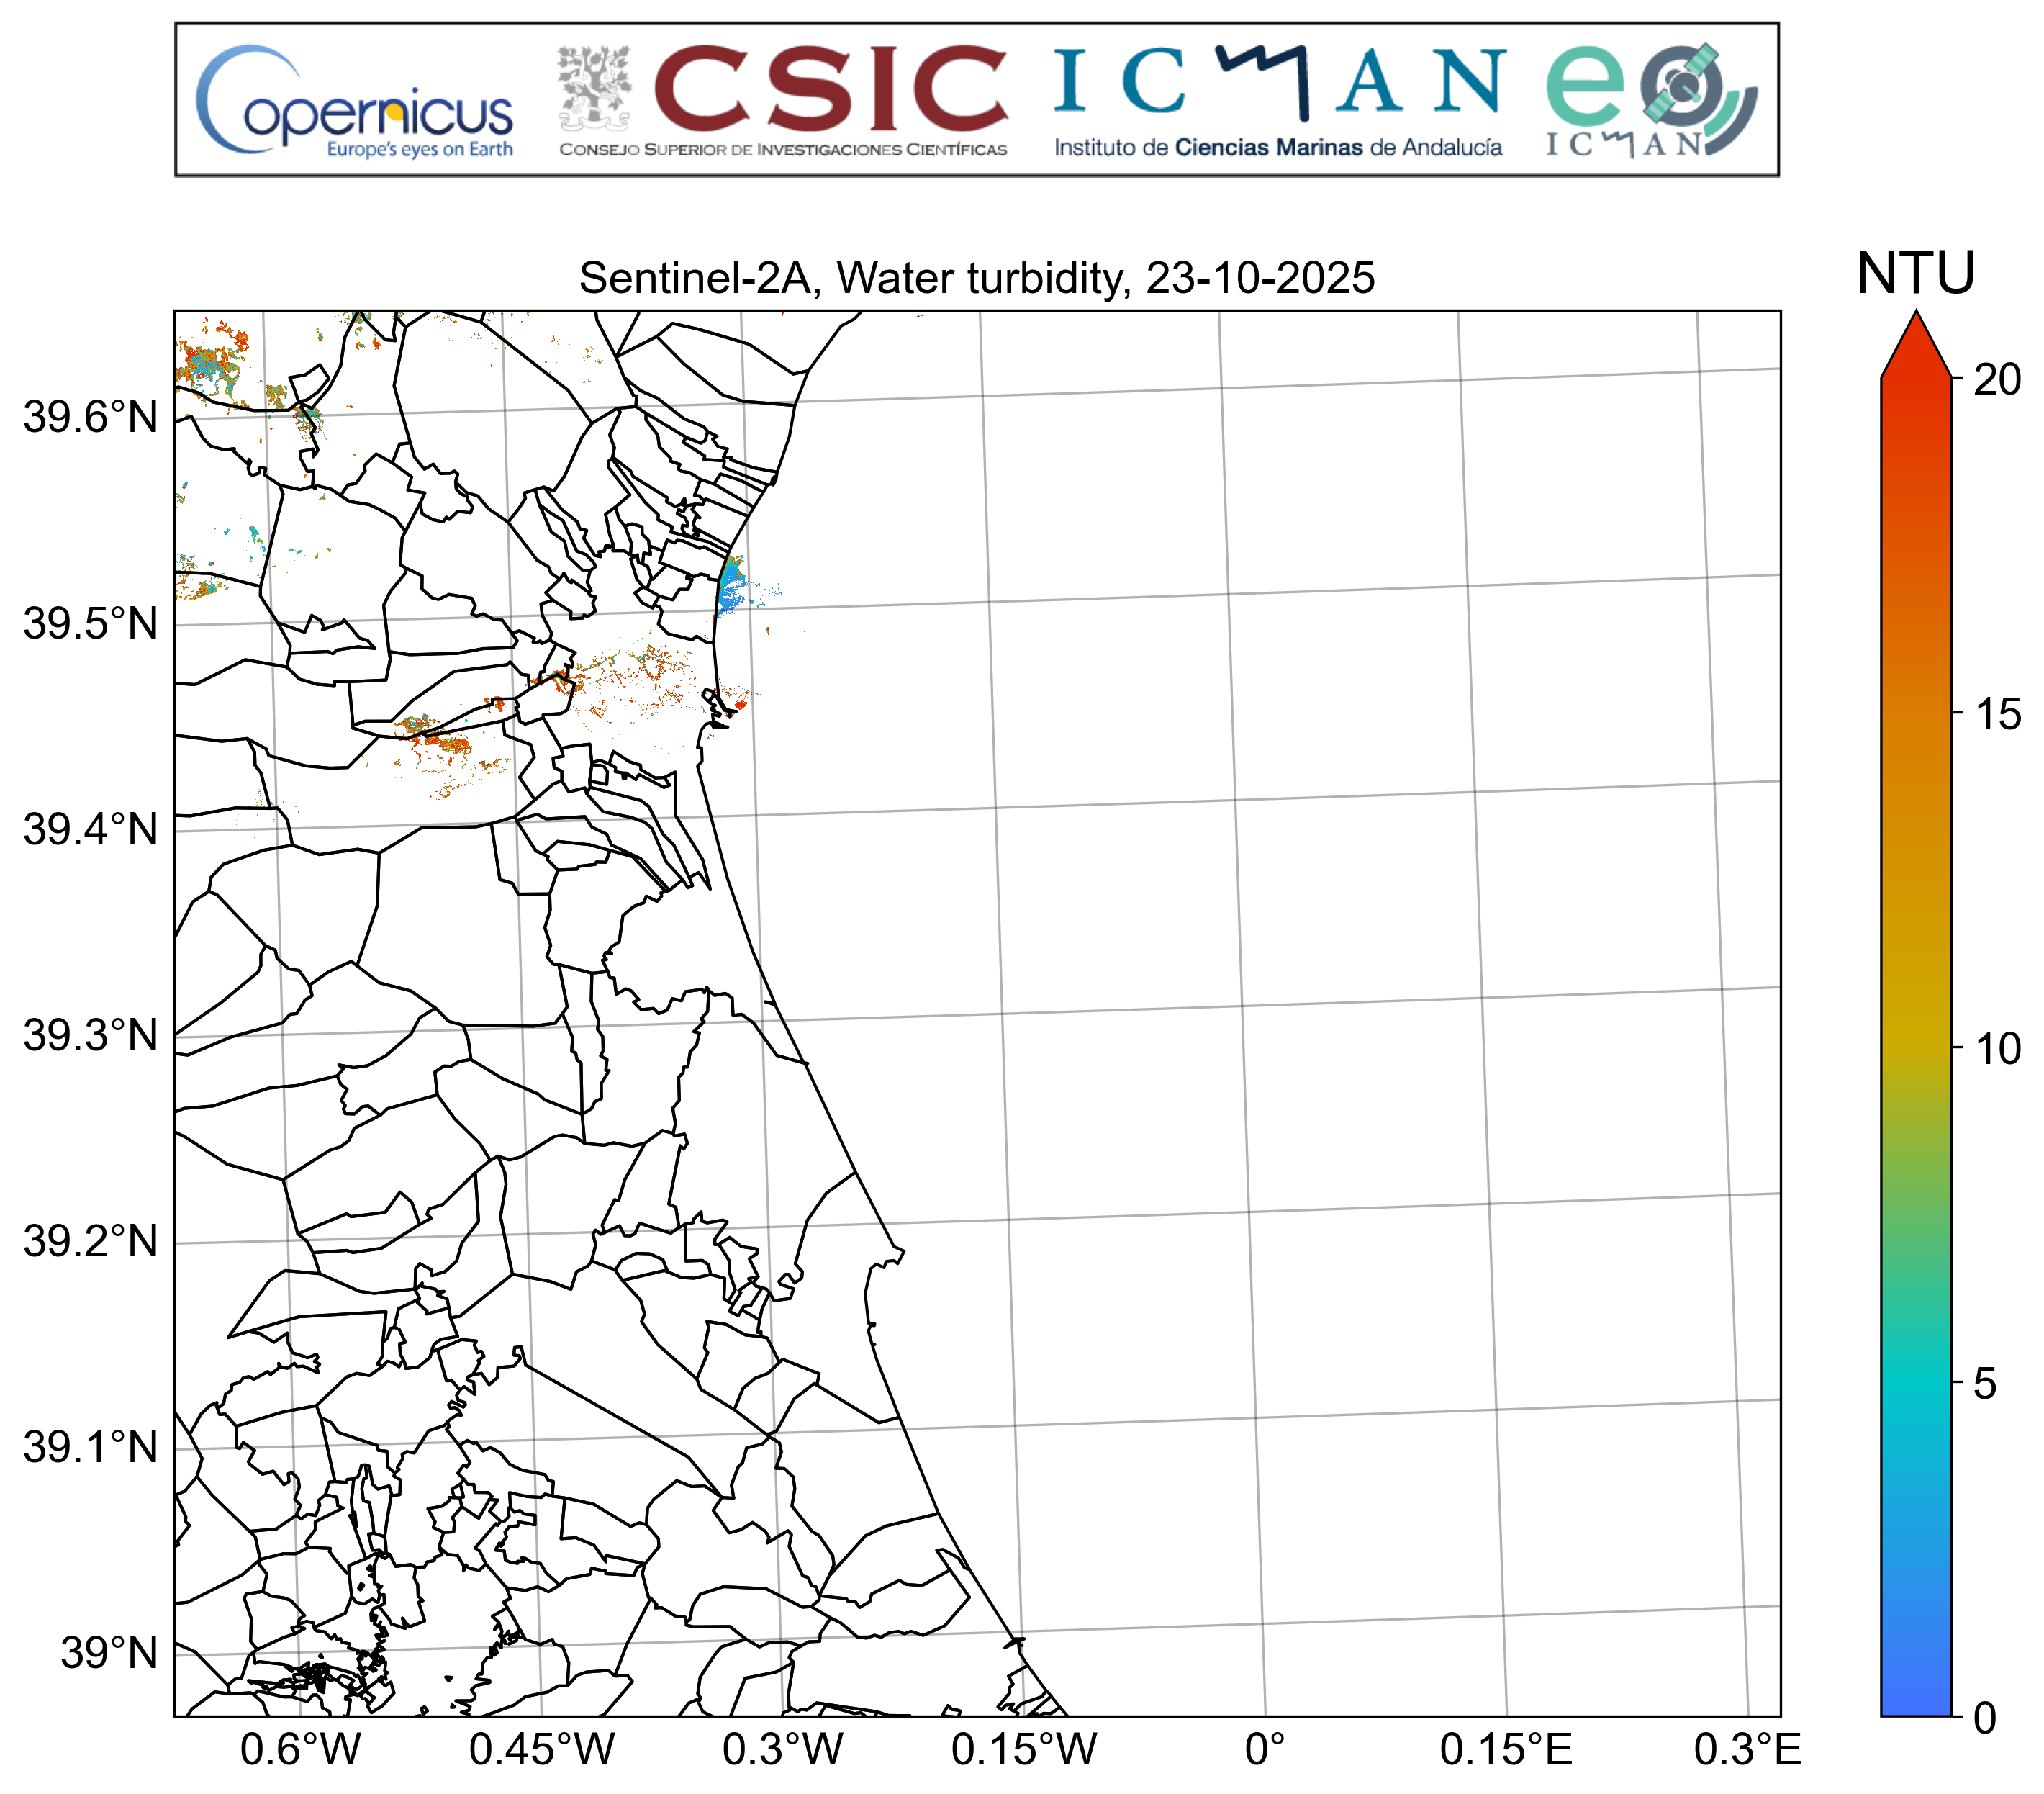 opernicus
Europe's eyes on Earth
CSIC
CONSEJO SUPERIOR DE INVESTIGACIONES CIENTÍFICAS
ICMAN
Instituto de Ciencias Marinas de Andalucía
eo
ICMAN
Sentinel-2A, Water turbidity, 23-10-2025
NTU
20
15
10
5
0
39.6°N
39.5°N
39.4°N
39.3°N
39.2°N
39.1°N
39°N
0.6°W 0.45°W 0.3°W 0.15°W 0° 0.15°E 0.3°E